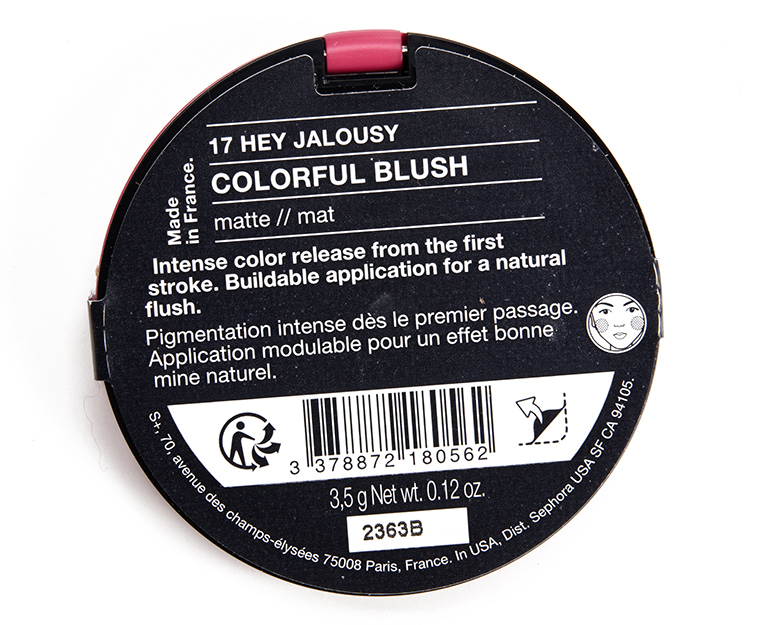 17 HEY JALOUSY
COLORFUL BLUSH
matte // mat
Made
in France.
Intense color release from the first
stroke. Buildable application for a natural
flush.
Pigmentation intense dès le premier passage.
Application modulable pour un effet bonne
mine naturel.
3 378872 180562
3,5 g Net wt. 0.12 oz.
2363B
S+, 70, avenue des champs-élysées 75008 Paris, France. In USA, Dist. Sephora USA SF CA 94105.